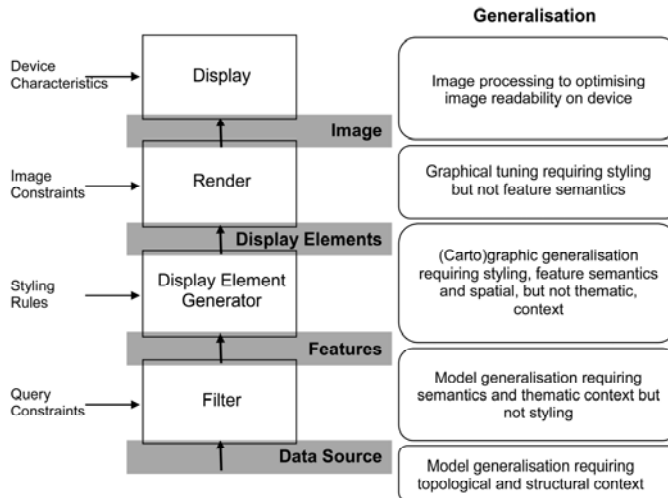 Generalisation
Device
Characteristics
Display
Image processing to optimising
image readability on device
Image
Image
Constraints
Render
Graphical tuning requiring styling
but not feature semantics
Display Elements
Styling
Rules
Display Element
Generator
(Carto)graphic generalisation
requiring styling, feature semantics
and spatial, but not thematic,
context
Features
Query
Constraints
Filter
Model generalisation requiring
semantics and thematic context but
not styling
Data Source
Model generalisation requiring
topological and structural context